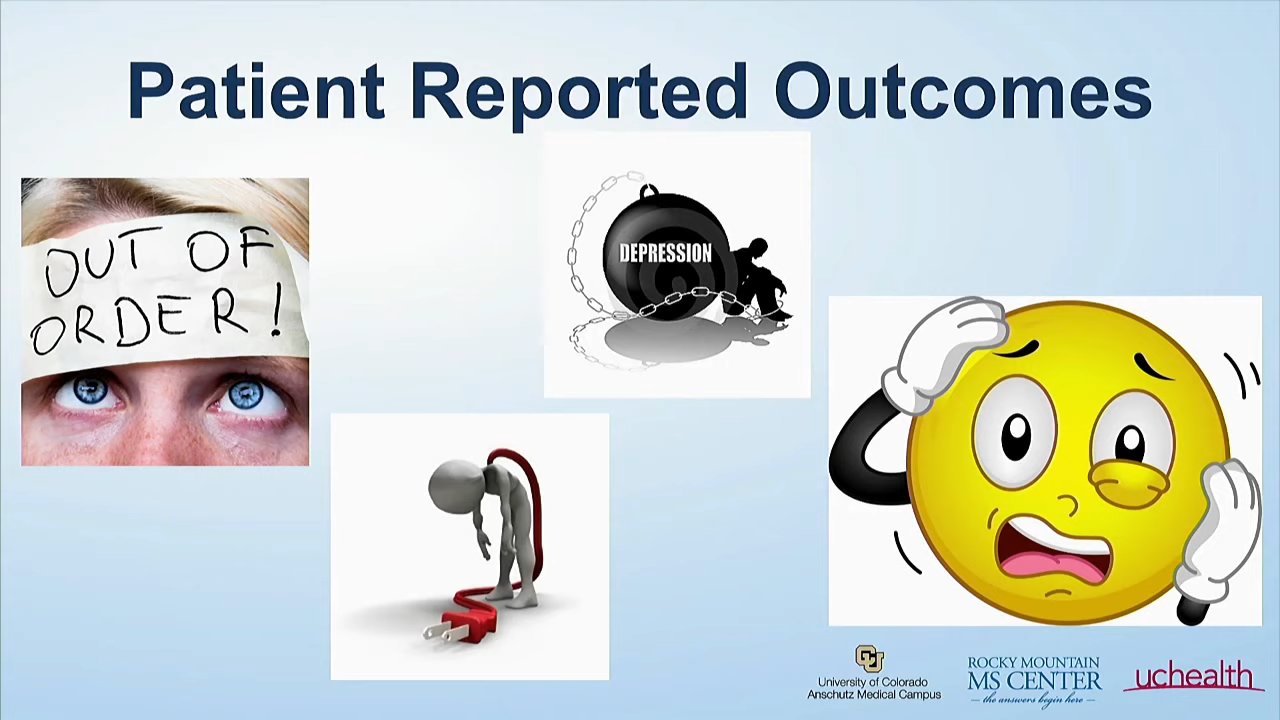 Patient Reported Outcomes
OUT OF
ORDER!
DEPRESSION
CU
University of Colorado
Anschutz Medical Campus
ROCKY MOUNTAIN
MS CENTER
the answers begin here
uchealth